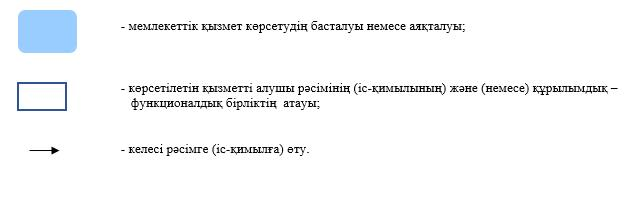 - мемлекеттік қызмет көрсетудің басталуы немесе аяқталуы;
- көрсетілетін қызметті алушы рәсімінің (іс-қимылының) және (немесе) құрылымдық –
функционалдық бірліктің атауы;
- келесі рәсімге (іс-қимылға) өту.